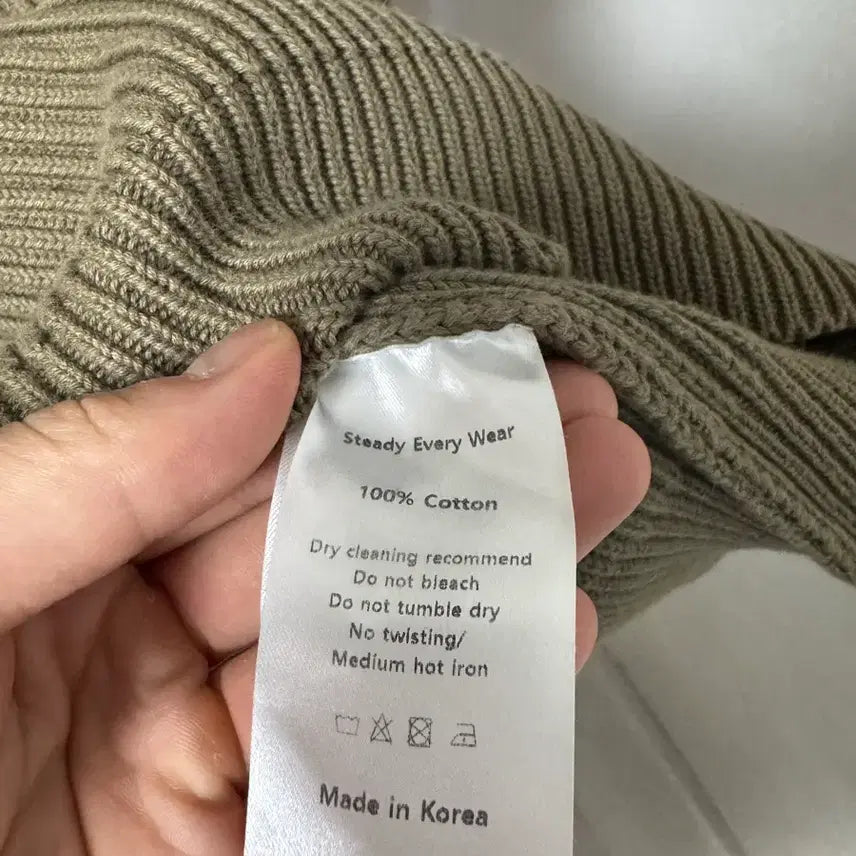 Steady Every Wear
100% Cotton
Dry cleaning recommend
Do not bleach
Do not tumble dry
No twisting/
Medium hot iron
Made in Korea